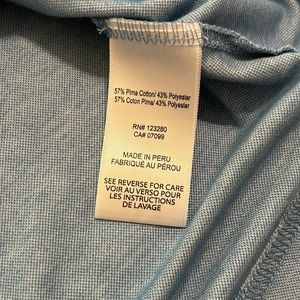 57% Pima Cotton/ 43% Polyester
57% Coton Pima/ 43% Polyester
RN# 123280
CA# 07099
MADE IN PERU
FABRIQUÉ AU PÉROU
SEE REVERSE FOR CARE
VOIR AU VERSO POUR
LES INSTRUCTIONS
DE LAVAGE